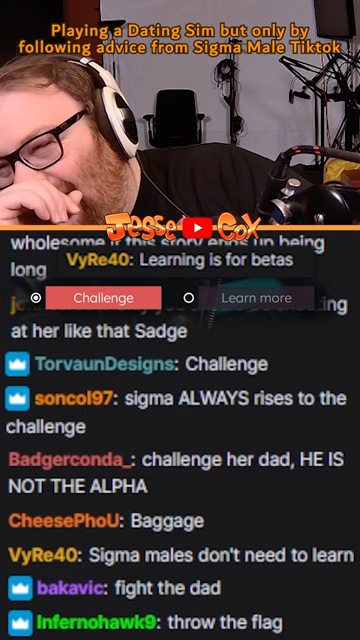 Playing a Dating Sim but only by
following advice from Sigma Male Tiktok
Jesse Cox
wholesome if this story ends up being
long
VyRe40: Learning is for betas
Challenge
Learn more
at her like that Sadge
TorvaunDesigns: Challenge
soncol97: sigma ALWAYS rises to the
challenge
Badgerconda_: challenge her dad, HE IS
NOT THE ALPHA
CheesePhoU: Baggage
VyRe40: Sigma males don't need to learn
bakavic: fight the dad
Infernohawk9: throw the flag